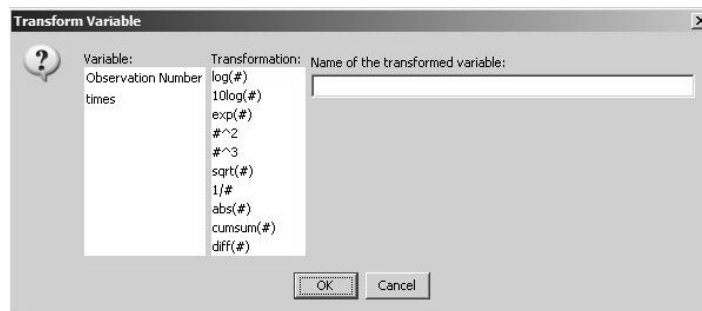 Transform Variable
Variable:
Observation Number
times
Transformation:
log(#)
10log(#)
exp(#)
#^2
#^3
sqrt(#)
1/#
abs(#)
cumsum(#)
diff(#)
Name of the transformed variable:
OK
Cancel